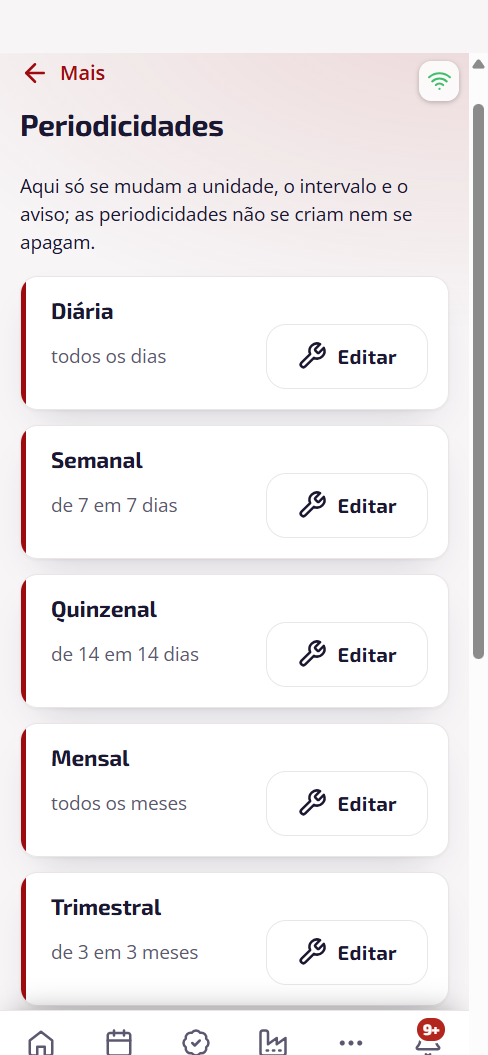 Mais
Periodicidades
Aqui só se mudam a unidade, o intervalo e o
aviso; as periodicidades não se criam nem se
apagam.
Diária
todos os dias
Editar
Semanal
de 7 em 7 dias
Editar
Quinzenal
de 14 em 14 dias
Editar
Mensal
todos os meses
Editar
Trimestral
de 3 em 3 meses
Editar
9+